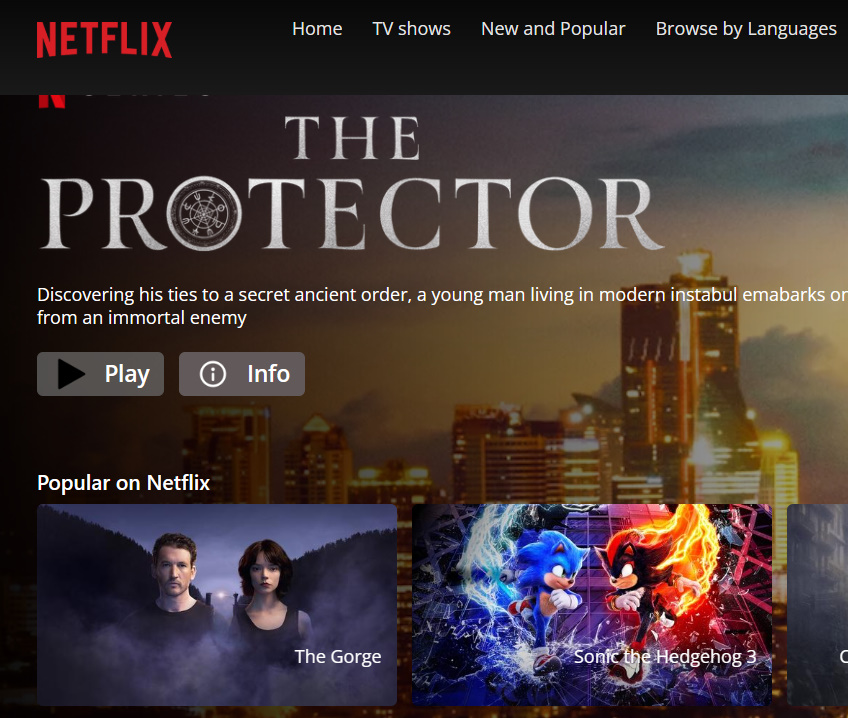 NETFLIX
Home TV shows New and Popular Browse by Languages
N
THE
PROTECTOR
Discovering his ties to a secret ancient order, a young man living in modern instabul emabarks or
from an immortal enemy
Play Info
Popular on Netflix
The Gorge Sonic the Hedgehog 3